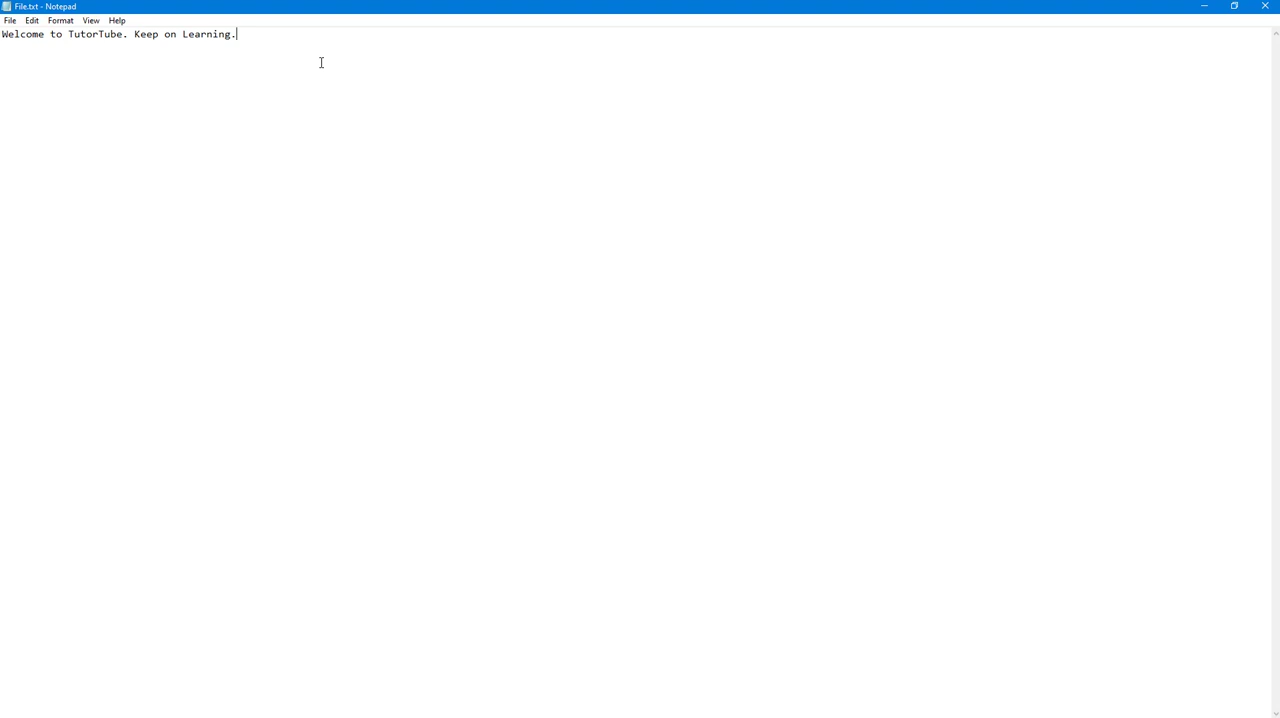 File.txt - Notepad
File Edit Format View Help
Welcome to TutorTube. Keep on Learning.